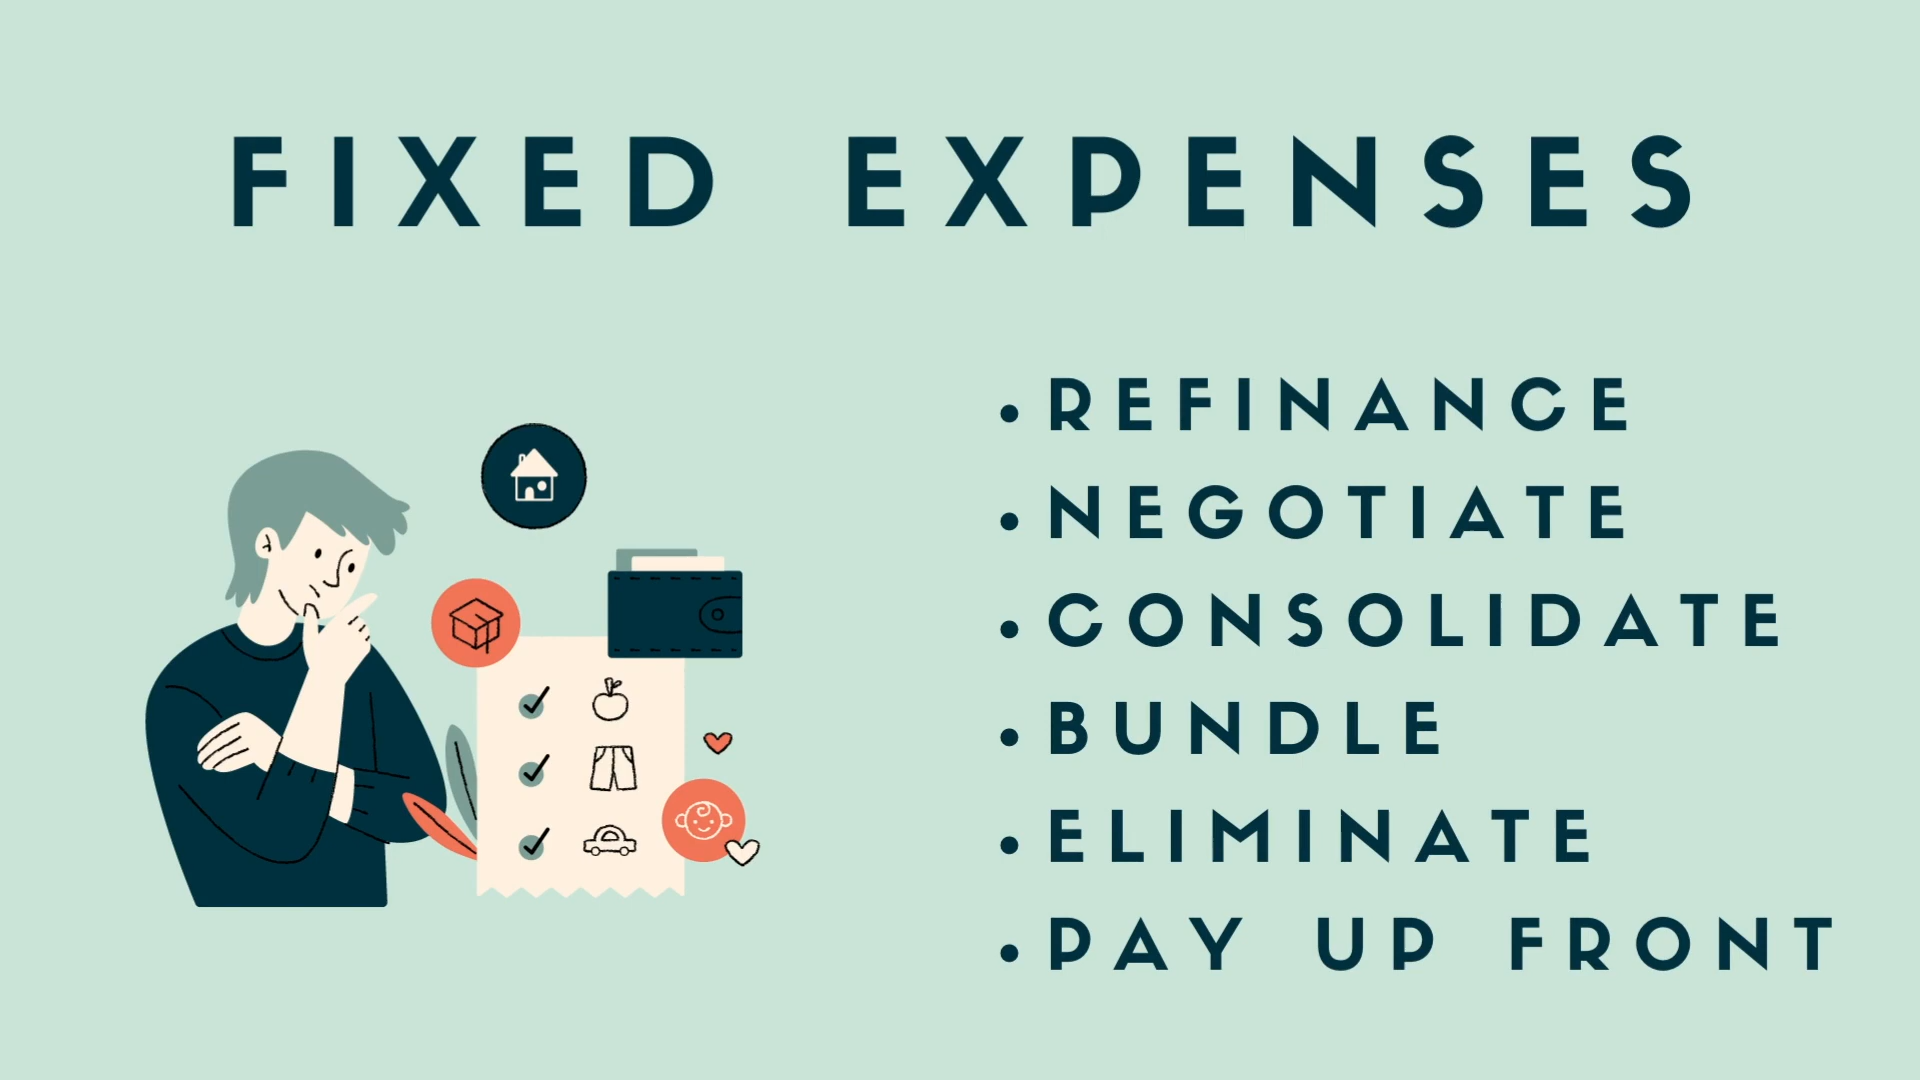 FIXED EXPENSES
• REFINANCE
• NEGOTIATE
• CONSOLIDATE
• BUNDLE
• ELIMINATE
• PAY UP FRONT